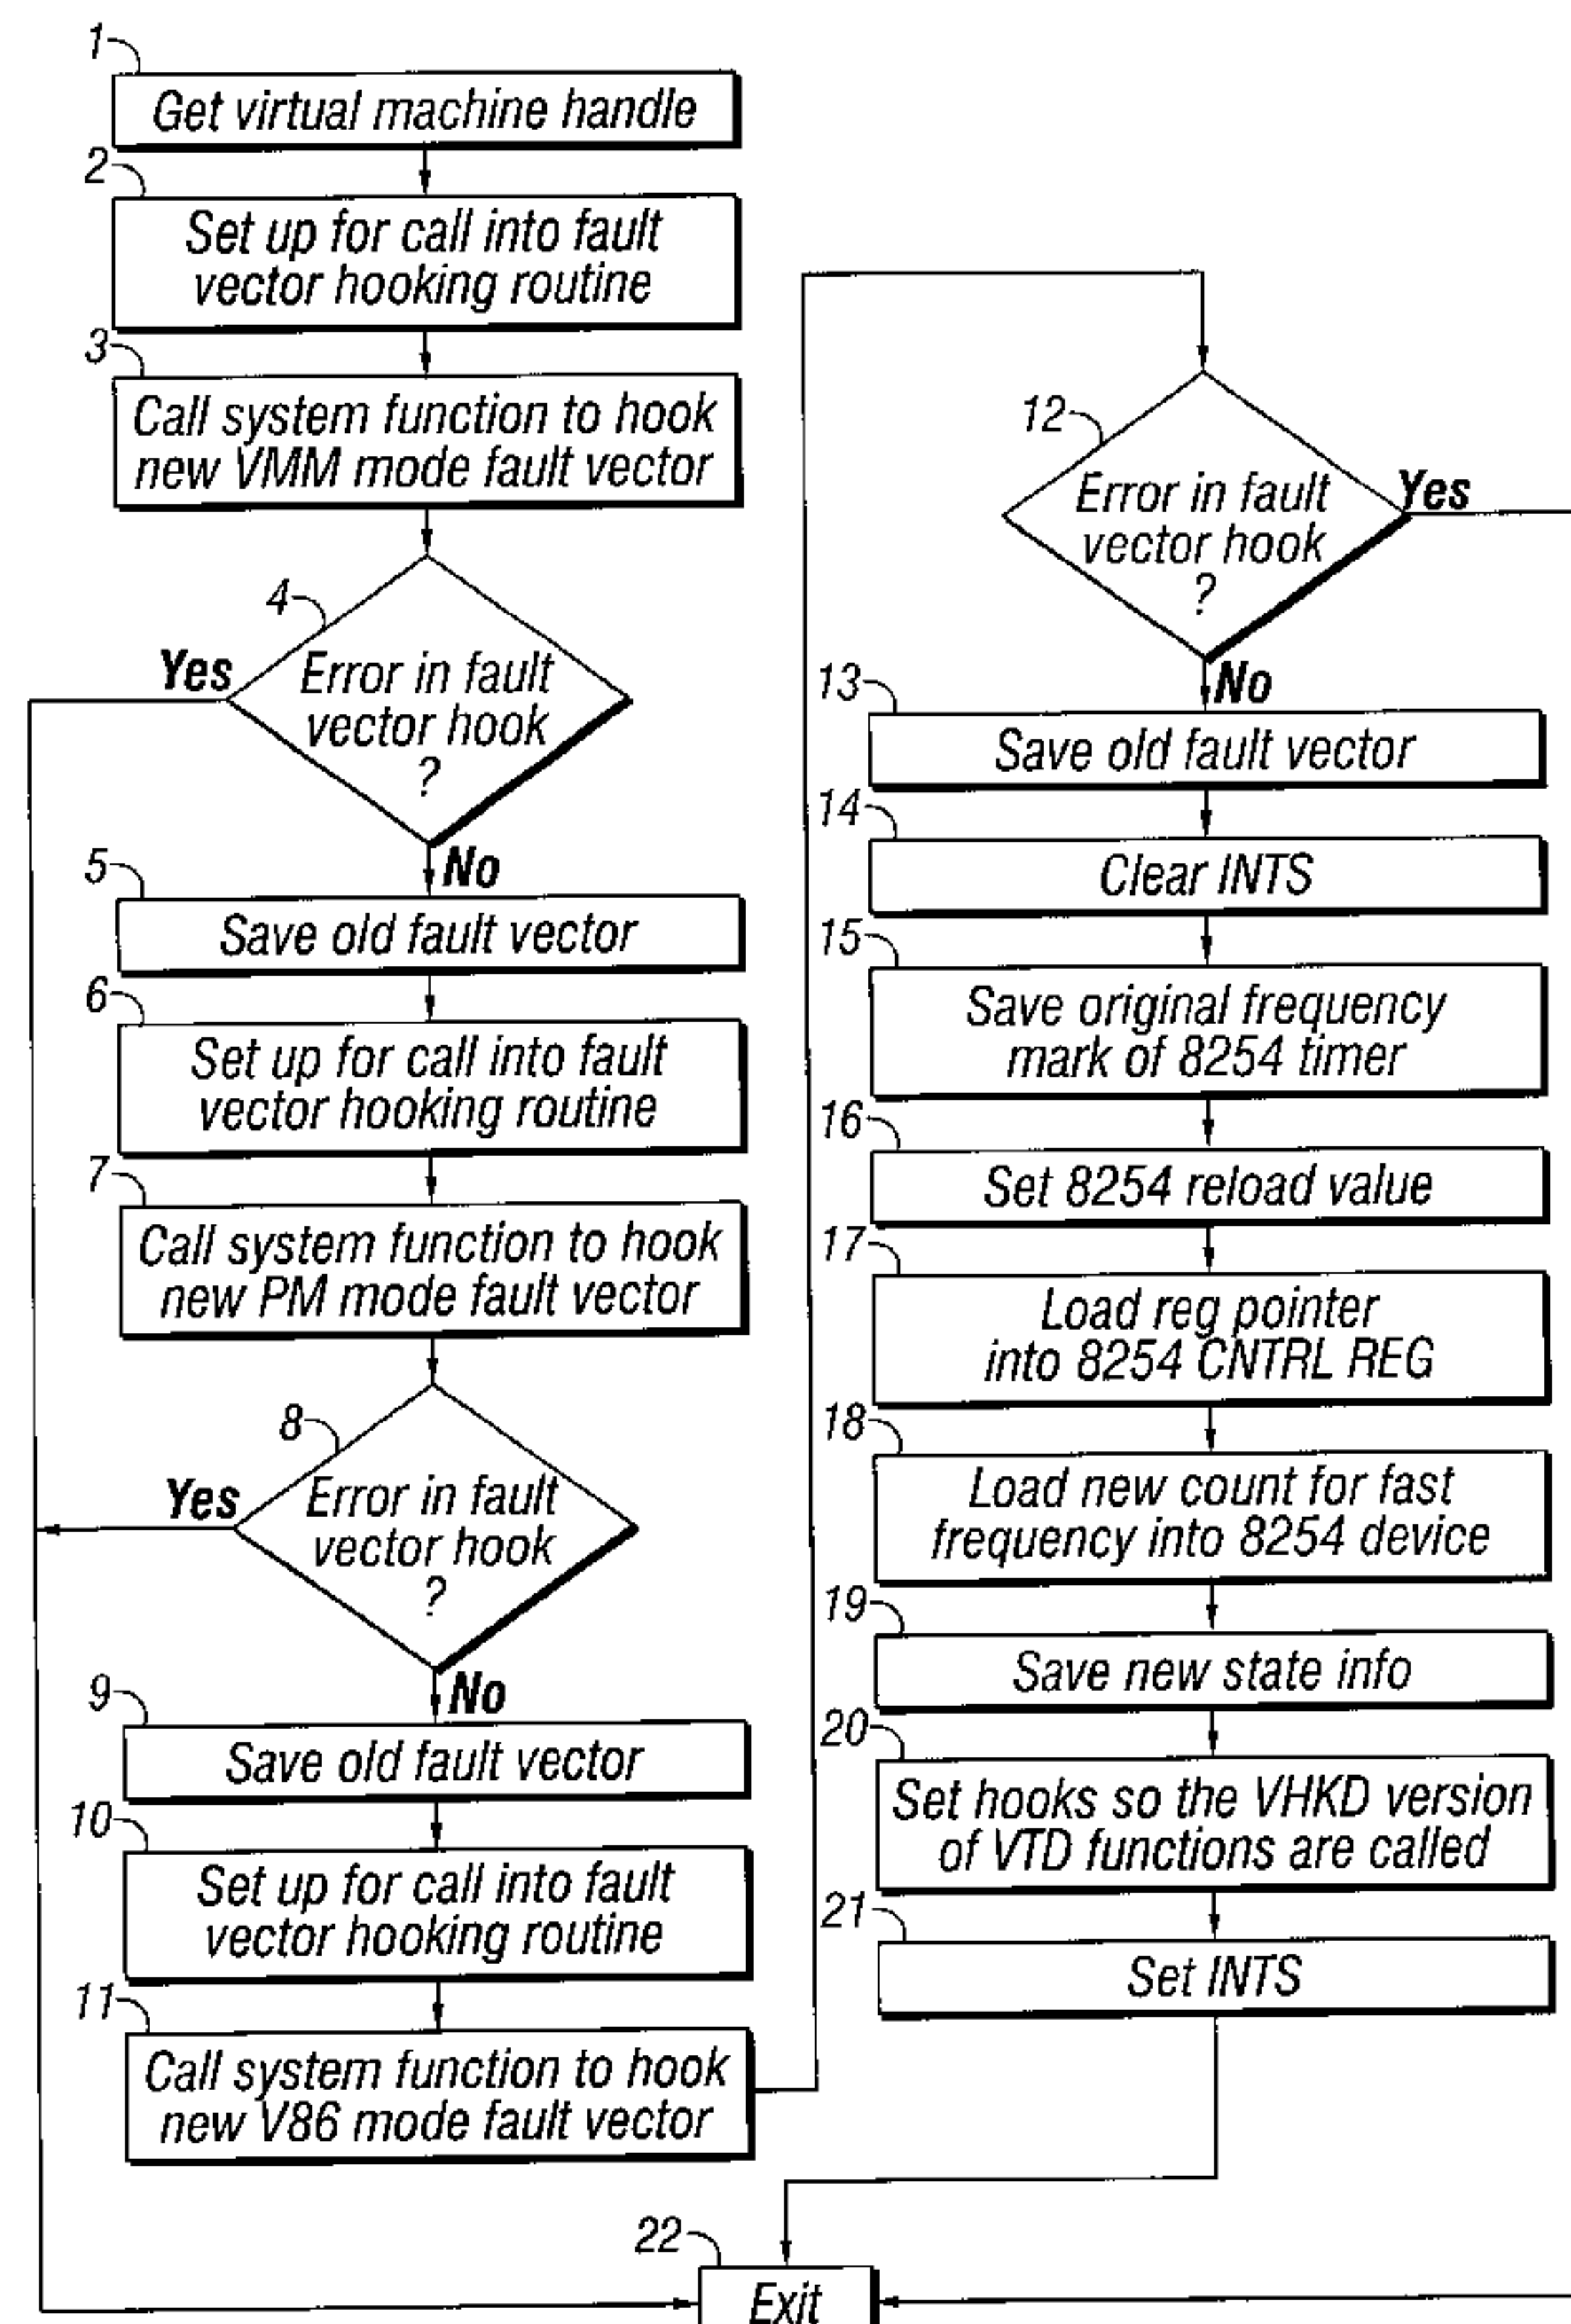 1
Get virtual machine handle
2
Set up for call into fault
vector hooking routine
3
Call system function to hook
new VMM mode fault vector
4
Error in fault
vector hook
?
Yes
No
5
Save old fault vector
6
Set up for call into fault
vector hooking routine
7
Call system function to hook
new PM mode fault vector
8
Error in fault
vector hook
?
Yes
No
9
Save old fault vector
10
Set up for call into fault
vector hooking routine
11
Call system function to hook
new V86 mode fault vector
12
Error in fault
vector hook
?
Yes
No
13
Save old fault vector
14
Clear INTS
15
Save original frequency
mark of 8254 timer
16
Set 8254 reload value
17
Load reg pointer
into 8254 CNTRL REG
18
Load new count for fast
frequency into 8254 device
19
Save new state info
20
Set hooks so the VHKD version
of VTD functions are called
21
Set INTS
22
Exit